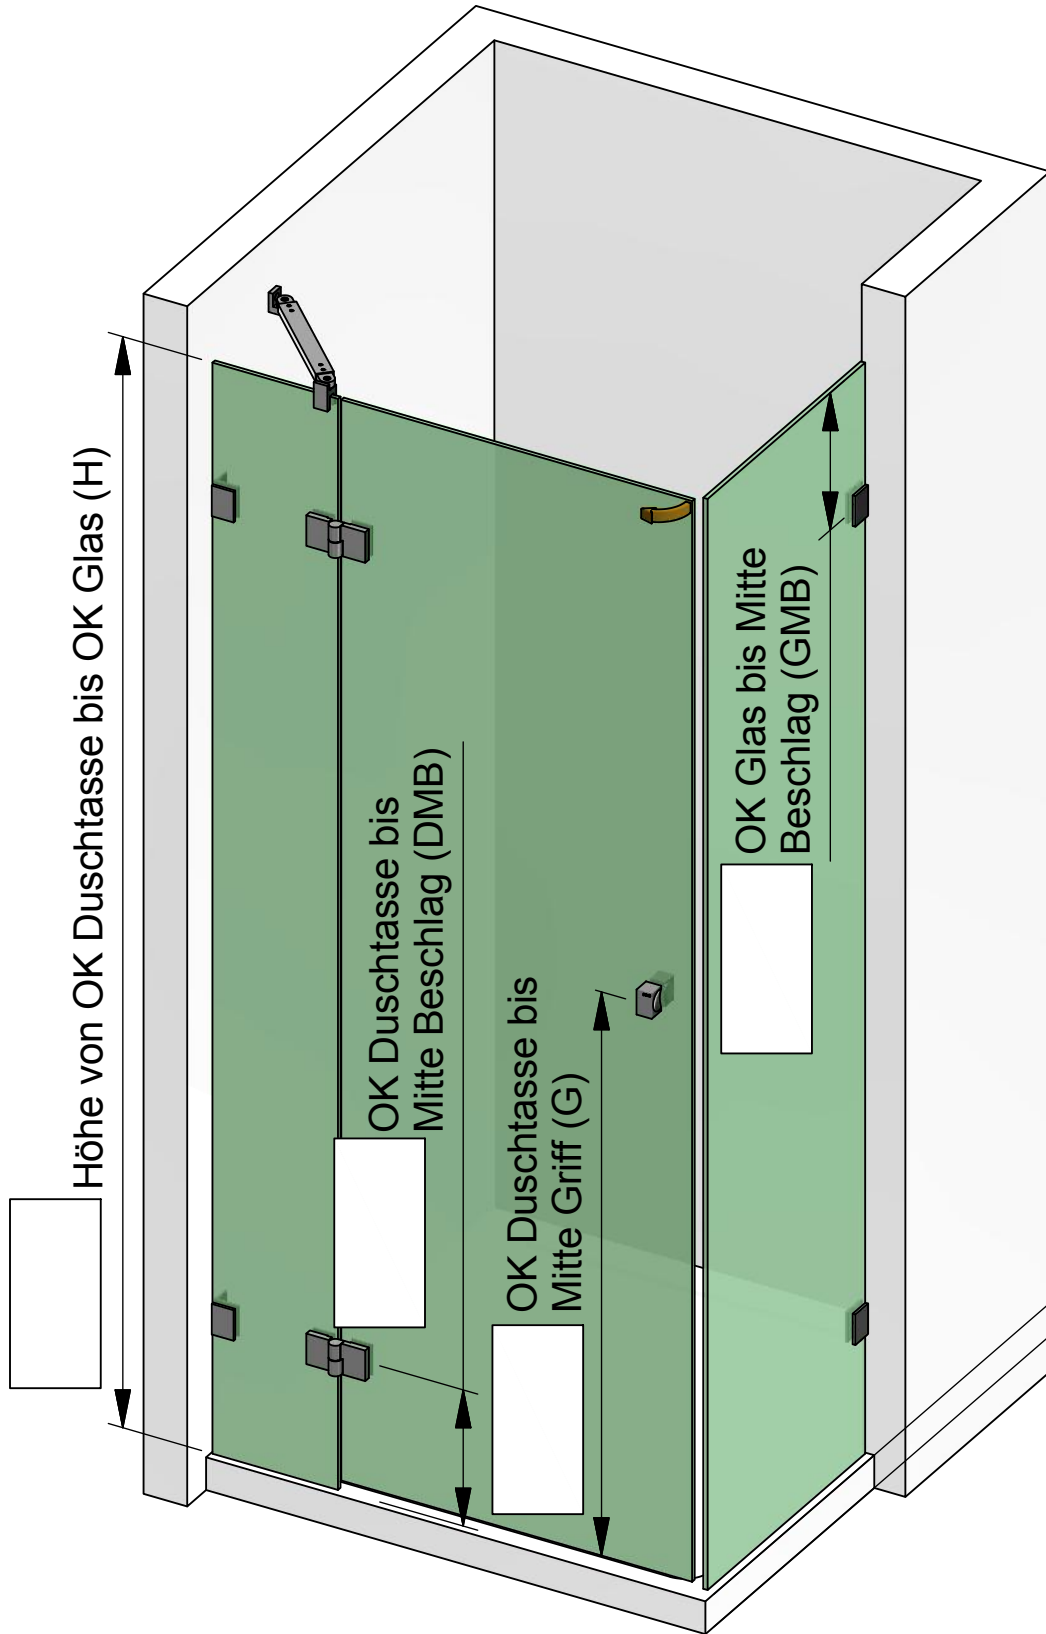 Höhe von OK Duschtasse bis OK Glas (H)
OK Duschtasse bis
Mitte Beschlag (DMB)
OK Duschtasse bis
Mitte Griff (G)
OK Glas bis Mitte
Beschlag (GMB)